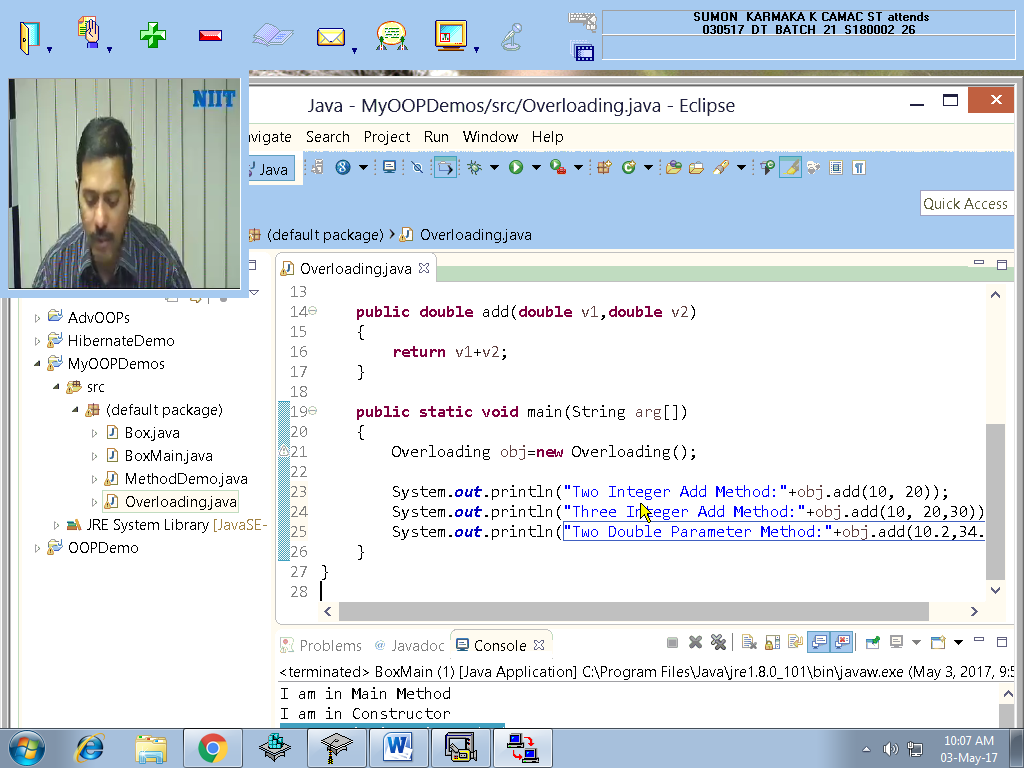 SUMON KARMAKA K CAMAC ST attends
030517_DT_BATCH_21_S180002_26
NIIT
Java - MyOOPDemos/src/Overloading.java - Eclipse
vigate Search Project Run Window Help
Java
Quick Access
(default package) Overloading.java
Overloading.java
AdvOOPs
HibernateDemo
MyOOPDemos
src
(default package)
Box.java
BoxMain.java
MethodDemo.java
Overloading.java
JRE System Library [JavaSE-
OOPDemo
13
14 public double add(double v1,double v2)
15 {
16 return v1+v2;
17 }
18
19 public static void main(String arg[])
20 {
21 Overloading obj=new Overloading();
22
23 System.out.println("Two Integer Add Method:"+obj.add(10, 20));
24 System.out.println("Three Integer Add Method:"+obj.add(10, 20,30))
25 System.out.println("Two Double Parameter Method:"+obj.add(10.2,34.
26 }
27 }
28
Problems @ Javadoc Console
<terminated> BoxMain (1) [Java Application] C:\Program Files\Java\jre1.8.0_101\bin\javaw.exe (May 3, 2017, 9:5
I am in Main Method
I am in Constructor
10:07 AM
03-May-17